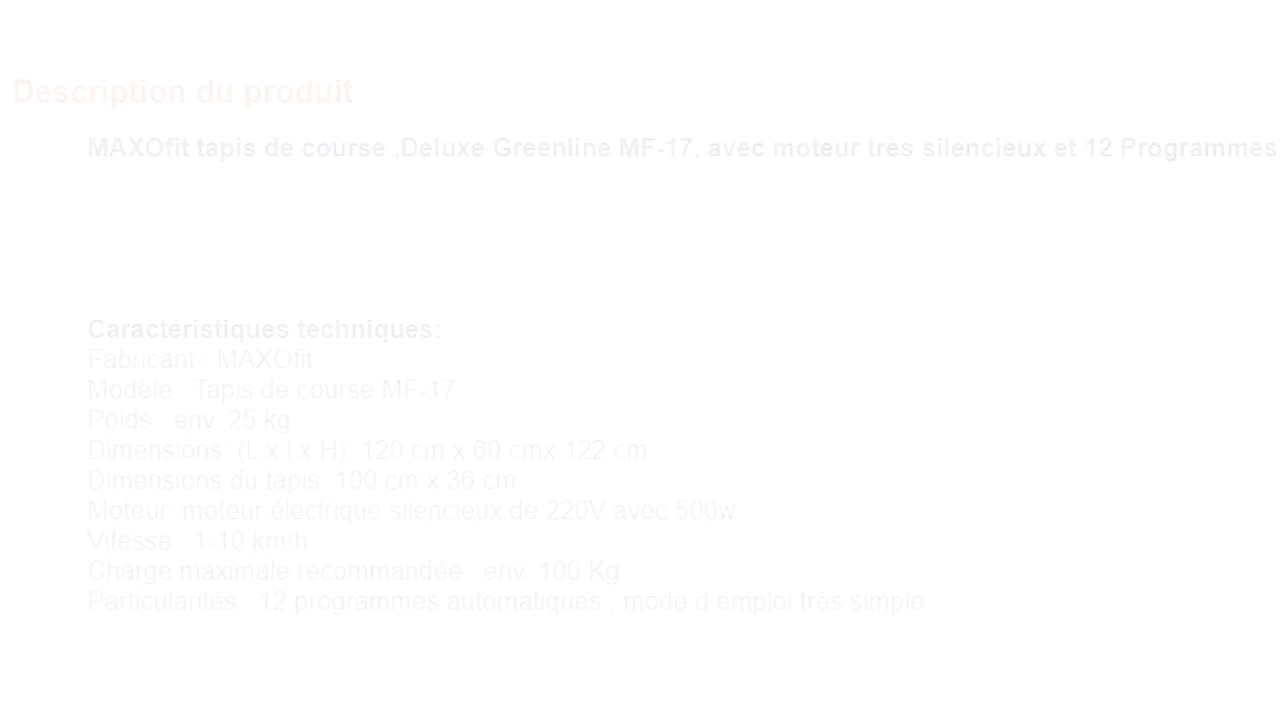 Description du produit
MAXOfit tapis de course ,Deluxe Greenline MF-17, avec moteur très silencieux et 12 Programmes
Caractéristiques techniques:
Fabricant : MAXOfit
Modèle : Tapis de course MF-17
Poids : env. 25 kg
Dimensions: (L x l x H): 120 cm x 60 cmx 122 cm
Dimensions du tapis: 100 cm x 36 cm
Moteur: moteur électrique silencieux de 220V avec 500w
Vitesse : 1-10 km/h
Charge maximale recommandée : env. 100 Kg
Particularités : 12 programmes automatiques , mode d'emploi très simple